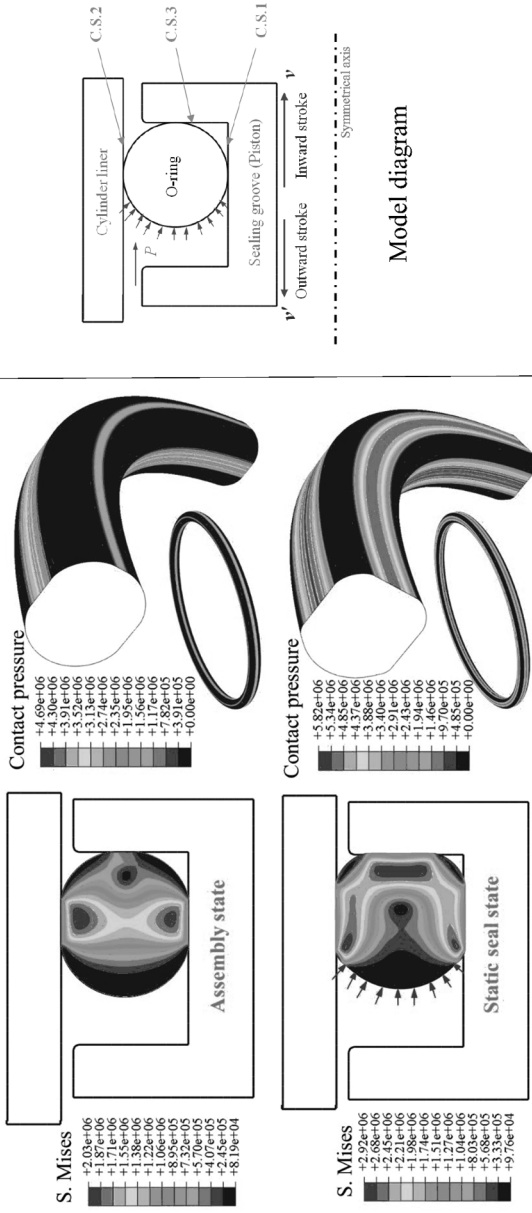 S. Mises
+2.03e+06
+1.87e+06
+1.71e+06
+1.55e+06
+1.38e+06
+1.22e+06
+1.06e+06
+8.95e+05
+7.32e+05
+5.70e+05
+4.07e+05
+2.45e+05
+8.19e+04
Assembly state
Contact pressure
+4.69e+06
+4.30e+06
+3.91e+06
+3.52e+06
+3.13e+06
+2.74e+06
+2.35e+06
+1.95e+06
+1.56e+06
+1.17e+06
+7.82e+05
+3.91e+05
+0.00e+00
S. Mises
+2.92e+06
+2.68e+06
+2.45e+06
+2.21e+06
+1.98e+06
+1.74e+06
+1.51e+06
+1.27e+06
+1.04e+06
+8.03e+05
+5.68e+05
+3.33e+05
+9.76e+04
Static seal state
Contact pressure
+5.82e+06
+5.34e+06
+4.85e+06
+4.37e+06
+3.88e+06
+3.40e+06
+2.91e+06
+2.43e+06
+1.94e+06
+1.46e+06
+9.70e+05
+4.85e+05
+0.00e+00
Cylinder liner
C.S.2
C.S.3
C.S.1
P
O-ring
Sealing groove (Piston)
v' v
Outward stroke Inward stroke
Symmetrical axis
Model diagram